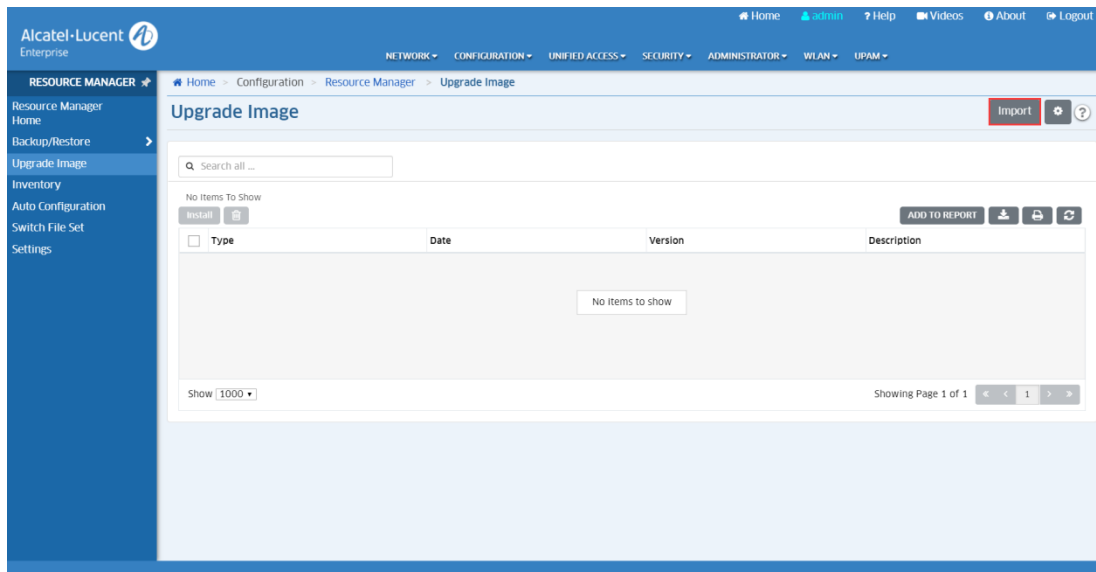 Home admin ? Help Videos About Logout
Alcatel·Lucent
Enterprise
NETWORK CONFIGURATION UNIFIED ACCESS SECURITY ADMINISTRATOR WLAN UPAM
RESOURCE MANAGER
Home > Configuration > Resource Manager > Upgrade Image
Resource Manager
Home
Backup/Restore
Upgrade Image
Inventory
Auto Configuration
Switch File Set
Settings
Upgrade Image
Import
?
Search all ...
No Items To Show
Install
ADD TO REPORT
Type Date Version Description
No items to show
Show 1000
Showing Page 1 of 1 « < 1 > »